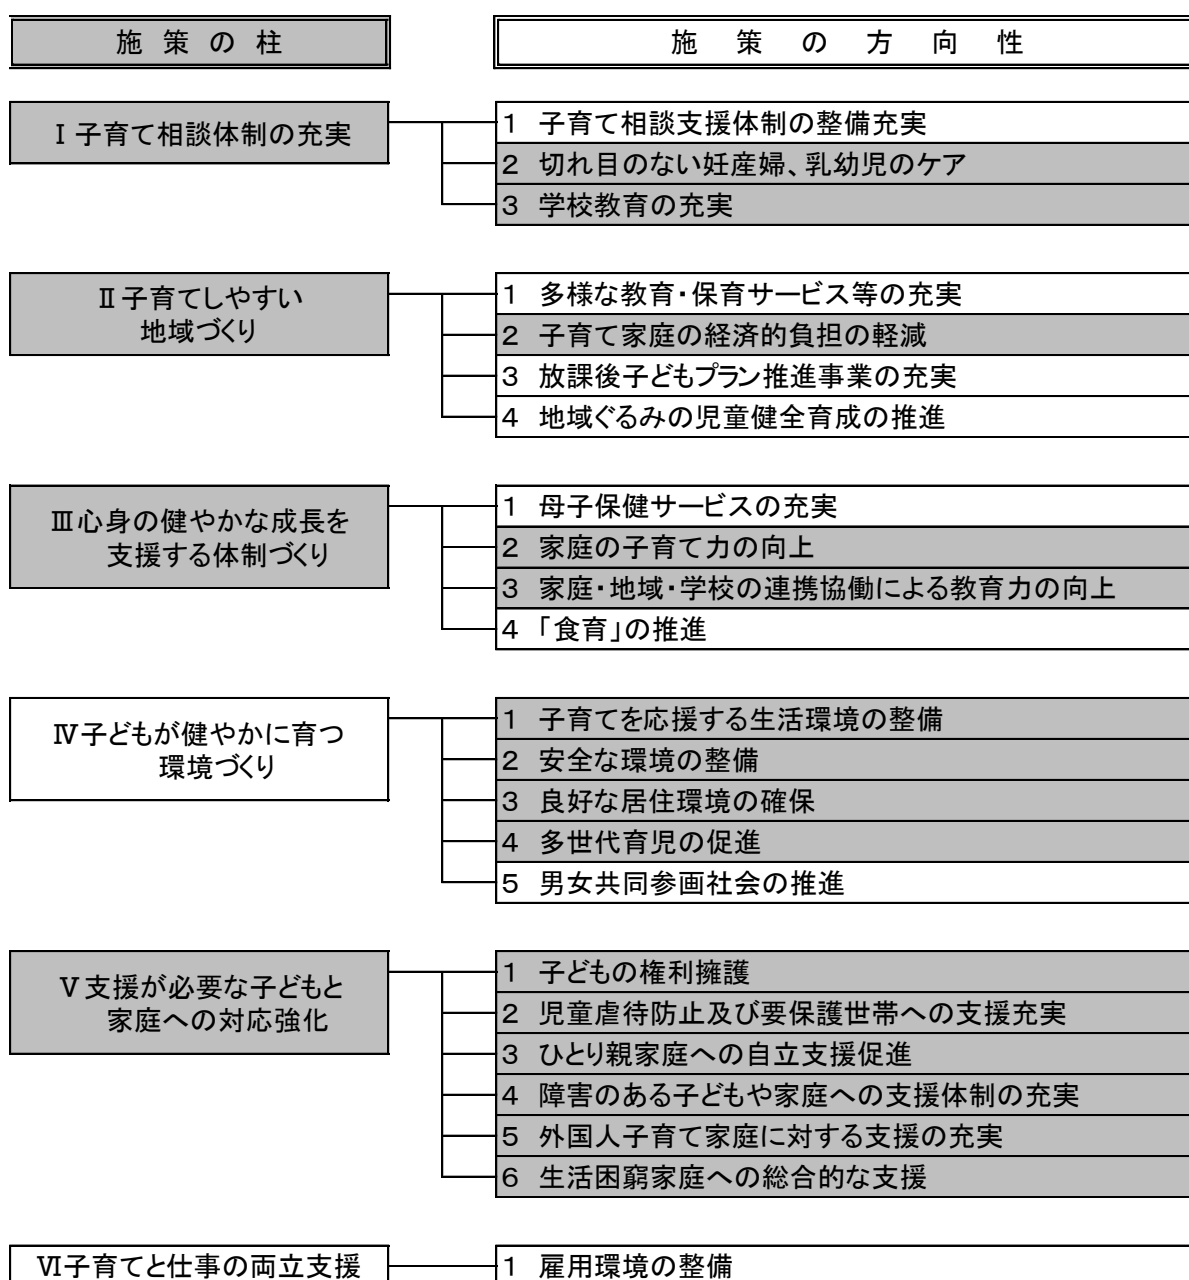 施策の柱
施策の方向性
Ⅰ子育て相談体制の充実
1 子育て相談支援体制の整備充実
2 切れ目のない妊産婦、乳幼児のケア
3 学校教育の充実
Ⅱ子育てしやすい
地域づくり
1 多様な教育・保育サービス等の充実
2 子育て家庭の経済的負担の軽減
3 放課後子どもプラン推進事業の充実
4 地域ぐるみの児童健全育成の推進
Ⅲ心身の健やかな成長を
支援する体制づくり
1 母子保健サービスの充実
2 家庭の子育て力の向上
3 家庭・地域・学校の連携協働による教育力の向上
4 「食育」の推進
Ⅳ子どもが健やかに育つ
環境づくり
1 子育てを応援する生活環境の整備
2 安全な環境の整備
3 良好な居住環境の確保
4 多世代育児の促進
5 男女共同参画社会の推進
Ⅴ支援が必要な子どもと
家庭への対応強化
1 子どもの権利擁護
2 児童虐待防止及び要保護世帯への支援充実
3 ひとり親家庭への自立支援促進
4 障害のある子どもや家庭への支援体制の充実
5 外国人子育て家庭に対する支援の充実
6 生活困窮家庭への総合的な支援
Ⅵ子育てと仕事の両立支援
1 雇用環境の整備